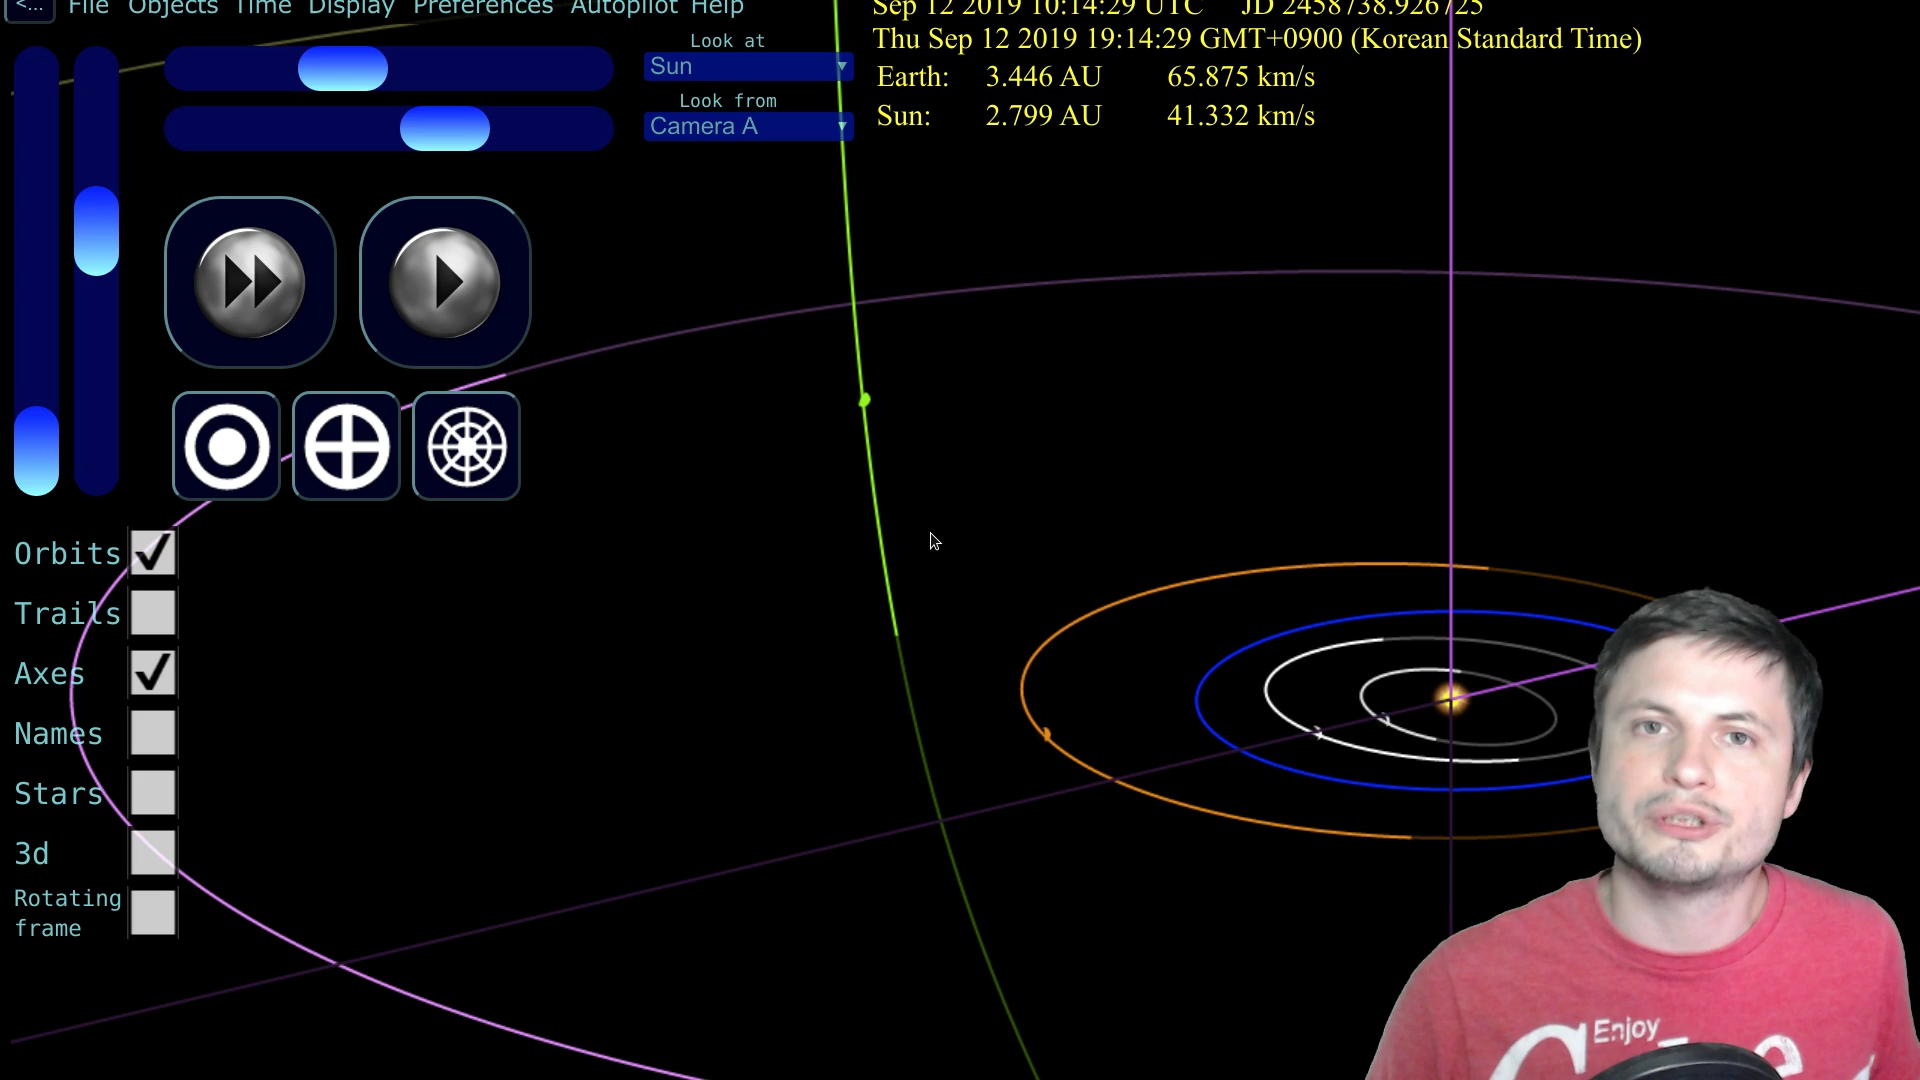 <...
File Objects Time Display Preferences Autopilot Help
Look at
Sun
Look from
Camera A
Sep 12 2019 10:14:29 UTC JD 2458738.926725
Thu Sep 12 2019 19:14:29 GMT+0900 (Korean Standard Time)
Earth: 3.446 AU 65.875 km/s
Sun: 2.799 AU 41.332 km/s
Orbits
Trails
Axes
Names
Stars
3d
Rotating
frame
Enjoy